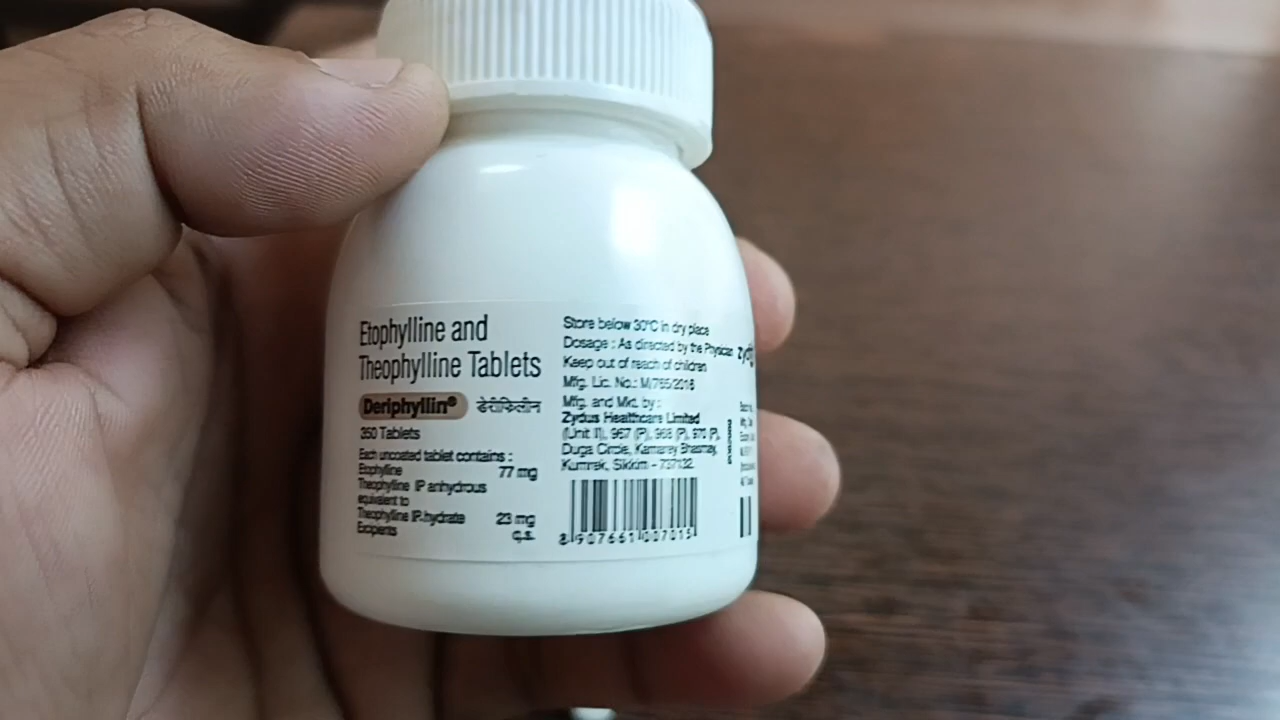 Etophylline and
Theophylline Tablets
Deriphyllin® डेरीफिलीन
350 Tablets
Each uncoated tablet contains :
Etophylline 77 mg
Theophylline IP anhydrous
equivalent to
Theophylline IP.hydrate 23 mg
Excipients q.s.
Store below 30°C in dry place
Dosage : As directed by the Physician
Keep out of reach of children
Mfg. Lic. No.: M/765/2016
Mfg. and Mkt. by :
Zydus Healthcare Limited
(Unit II), 967 (P), 968 (P), 970 (P),
Duga Circle, Kamarey Bhasmay,
Kumrek, Sikkim - 737132
8 907661 007015